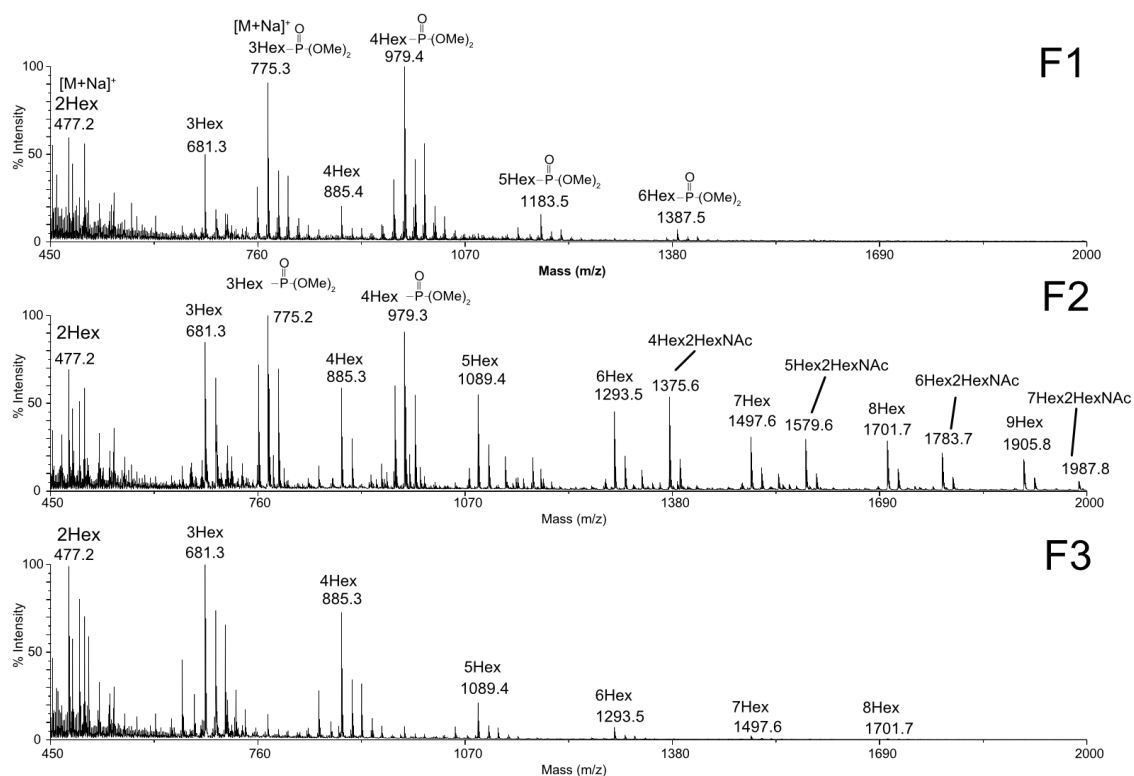 F1
[M+Na]+
2Hex
477.2
3Hex
681.3
[M+Na]+
3Hex-P(OMe)2
O
775.3
4Hex
885.4
4Hex-P(OMe)2
O
979.4
5Hex-P(OMe)2
O
1183.5
6Hex-P(OMe)2
O
1387.5
% Intensity
100
50
0
450
760
1070
1380
1690
2000
Mass (m/z)
F2
2Hex
477.2
3Hex
681.3
3Hex -P(OMe)2
O
775.2
4Hex
885.3
4Hex -P(OMe)2
O
979.3
5Hex
1089.4
6Hex
1293.5
4Hex2HexNAc
1375.6
7Hex
1497.6
5Hex2HexNAc
1579.6
8Hex
1701.7
6Hex2HexNAc
1783.7
9Hex
1905.8
7Hex2HexNAc
1987.8
% Intensity
100
50
0
450
760
1070
1380
1690
2000
Mass (m/z)
F3
2Hex
477.2
3Hex
681.3
4Hex
885.3
5Hex
1089.4
6Hex
1293.5
7Hex
1497.6
8Hex
1701.7
% Intensity
100
50
0
450
760
1070
1380
1690
2000
Mass (m/z)